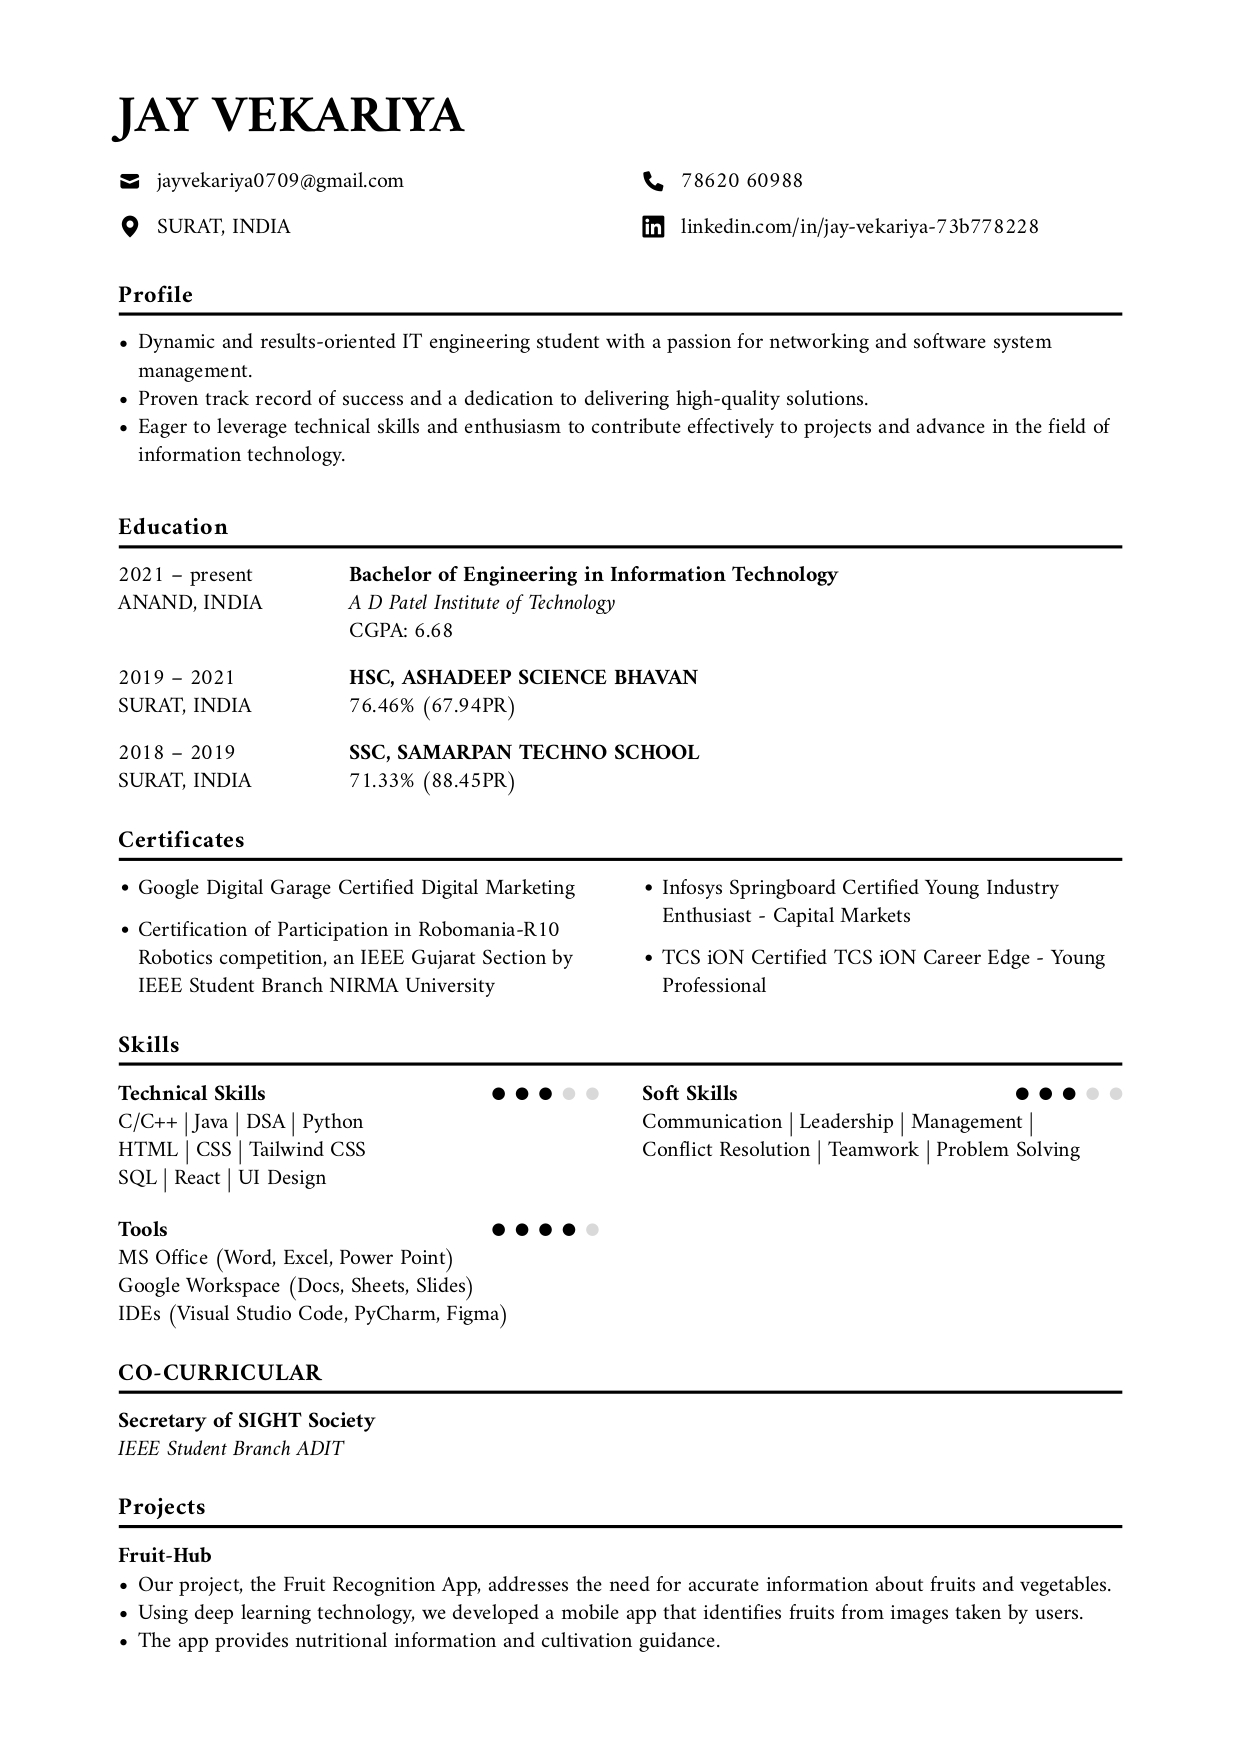 JAY VEKARIYA
jayvekariya0709@gmail.com
78620 60988
SURAT, INDIA
linkedin.com/in/jay-vekariya-73b778228
Profile
• Dynamic and results-oriented IT engineering student with a passion for networking and software system
management.
• Proven track record of success and a dedication to delivering high-quality solutions.
• Eager to leverage technical skills and enthusiasm to contribute effectively to projects and advance in the field of
information technology.
Education
2021 – present
ANAND, INDIA
Bachelor of Engineering in Information Technology
A D Patel Institute of Technology
CGPA: 6.68
2019 – 2021
SURAT, INDIA
HSC, ASHADEEP SCIENCE BHAVAN
76.46% (67.94PR)
2018 – 2019
SURAT, INDIA
SSC, SAMARPAN TECHNO SCHOOL
71.33% (88.45PR)
Certificates
• Google Digital Garage Certified Digital Marketing
• Certification of Participation in Robomania-R10
Robotics competition, an IEEE Gujarat Section by
IEEE Student Branch NIRMA University
• Infosys Springboard Certified Young Industry
Enthusiast - Capital Markets
• TCS iON Certified TCS iON Career Edge - Young
Professional
Skills
Technical Skills
C/C++ | Java | DSA | Python
HTML | CSS | Tailwind CSS
SQL | React | UI Design
Soft Skills
Communication | Leadership | Management |
Conflict Resolution | Teamwork | Problem Solving
Tools
MS Office (Word, Excel, Power Point)
Google Workspace (Docs, Sheets, Slides)
IDEs (Visual Studio Code, PyCharm, Figma)
CO-CURRICULAR
Secretary of SIGHT Society
IEEE Student Branch ADIT
Projects
Fruit-Hub
• Our project, the Fruit Recognition App, addresses the need for accurate information about fruits and vegetables.
• Using deep learning technology, we developed a mobile app that identifies fruits from images taken by users.
• The app provides nutritional information and cultivation guidance.